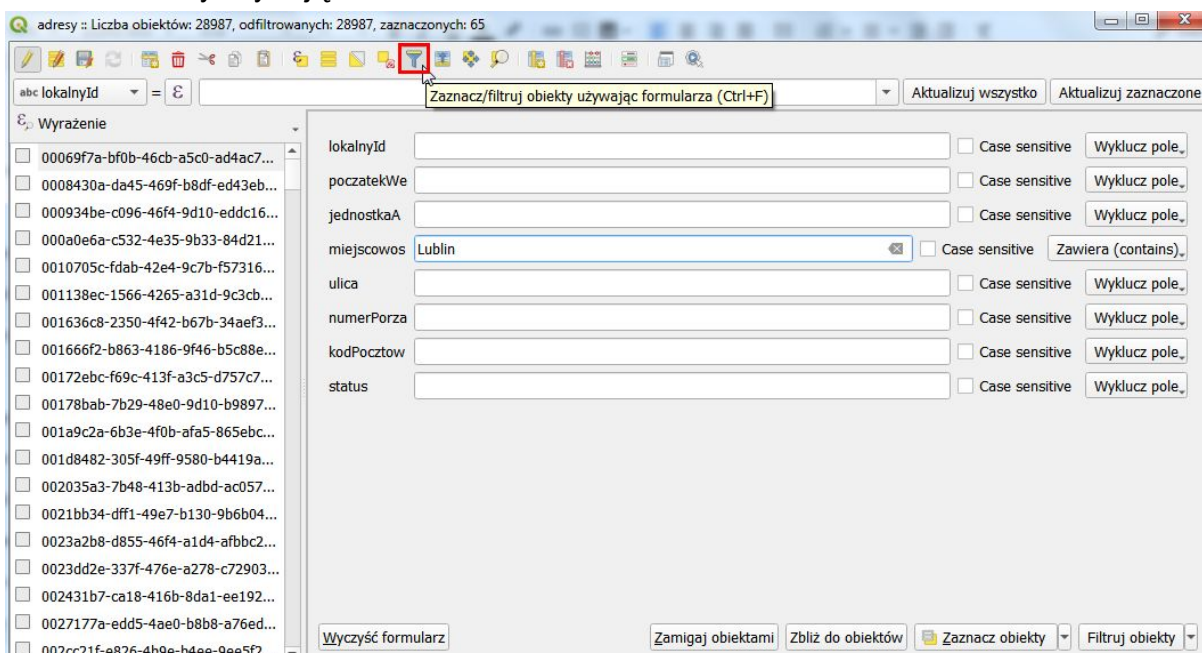 adresy :: Liczba obiektów: 28987, odfiltrowanych: 28987, zaznaczonych: 65
Zaznacz/filtruj obiekty używając formularza (Ctrl+F)
abc lokalnyId = ε Aktualizuj wszystko Aktualizuj zaznaczone
Wyrażenie
00069f7a-bf0b-46cb-a5c0-ad4ac7...
0008430a-da45-469f-b8df-ed43eb...
000934be-c096-46f4-9d10-eddc16...
000a0e6a-c532-4e35-9b33-84d21...
0010705c-fdab-42e4-9c7b-f57316...
001138ec-1566-4265-a31d-9c3cb...
001636c8-2350-4f42-b67b-34aef3...
001666f2-b863-4186-9f46-b5c88e...
00172ebc-f69c-413f-a3c5-d757c7...
00178bab-7b29-48e0-9d10-b9897...
001a9c2a-6b3e-4f0b-afa5-865ebc...
001d8482-305f-49ff-9580-b4419a...
002035a3-7b48-413b-adbd-ac057...
0021bb34-dff1-49e7-b130-9b6b04...
0023a2b8-d855-46f4-a1d4-afbbc2...
0023dd2e-337f-476e-a278-c72903...
002431b7-ca18-416b-8da1-ee192...
0027177a-edd5-4ae0-b8b8-a76ed...
002cc21f-e826-4b9e-b4ee-9ee5f2...
lokalnyId Case sensitive Wyklucz pole
poczatekWe Case sensitive Wyklucz pole
jednostkaA Case sensitive Wyklucz pole
miejscowos Lublin Case sensitive Zawiera (contains)
ulica Case sensitive Wyklucz pole
numerPorza Case sensitive Wyklucz pole
kodPocztow Case sensitive Wyklucz pole
status Case sensitive Wyklucz pole
Wyczyść formularz Zamigaj obiektami Zbliż do obiektów Zaznacz obiekty Filtruj obiekty